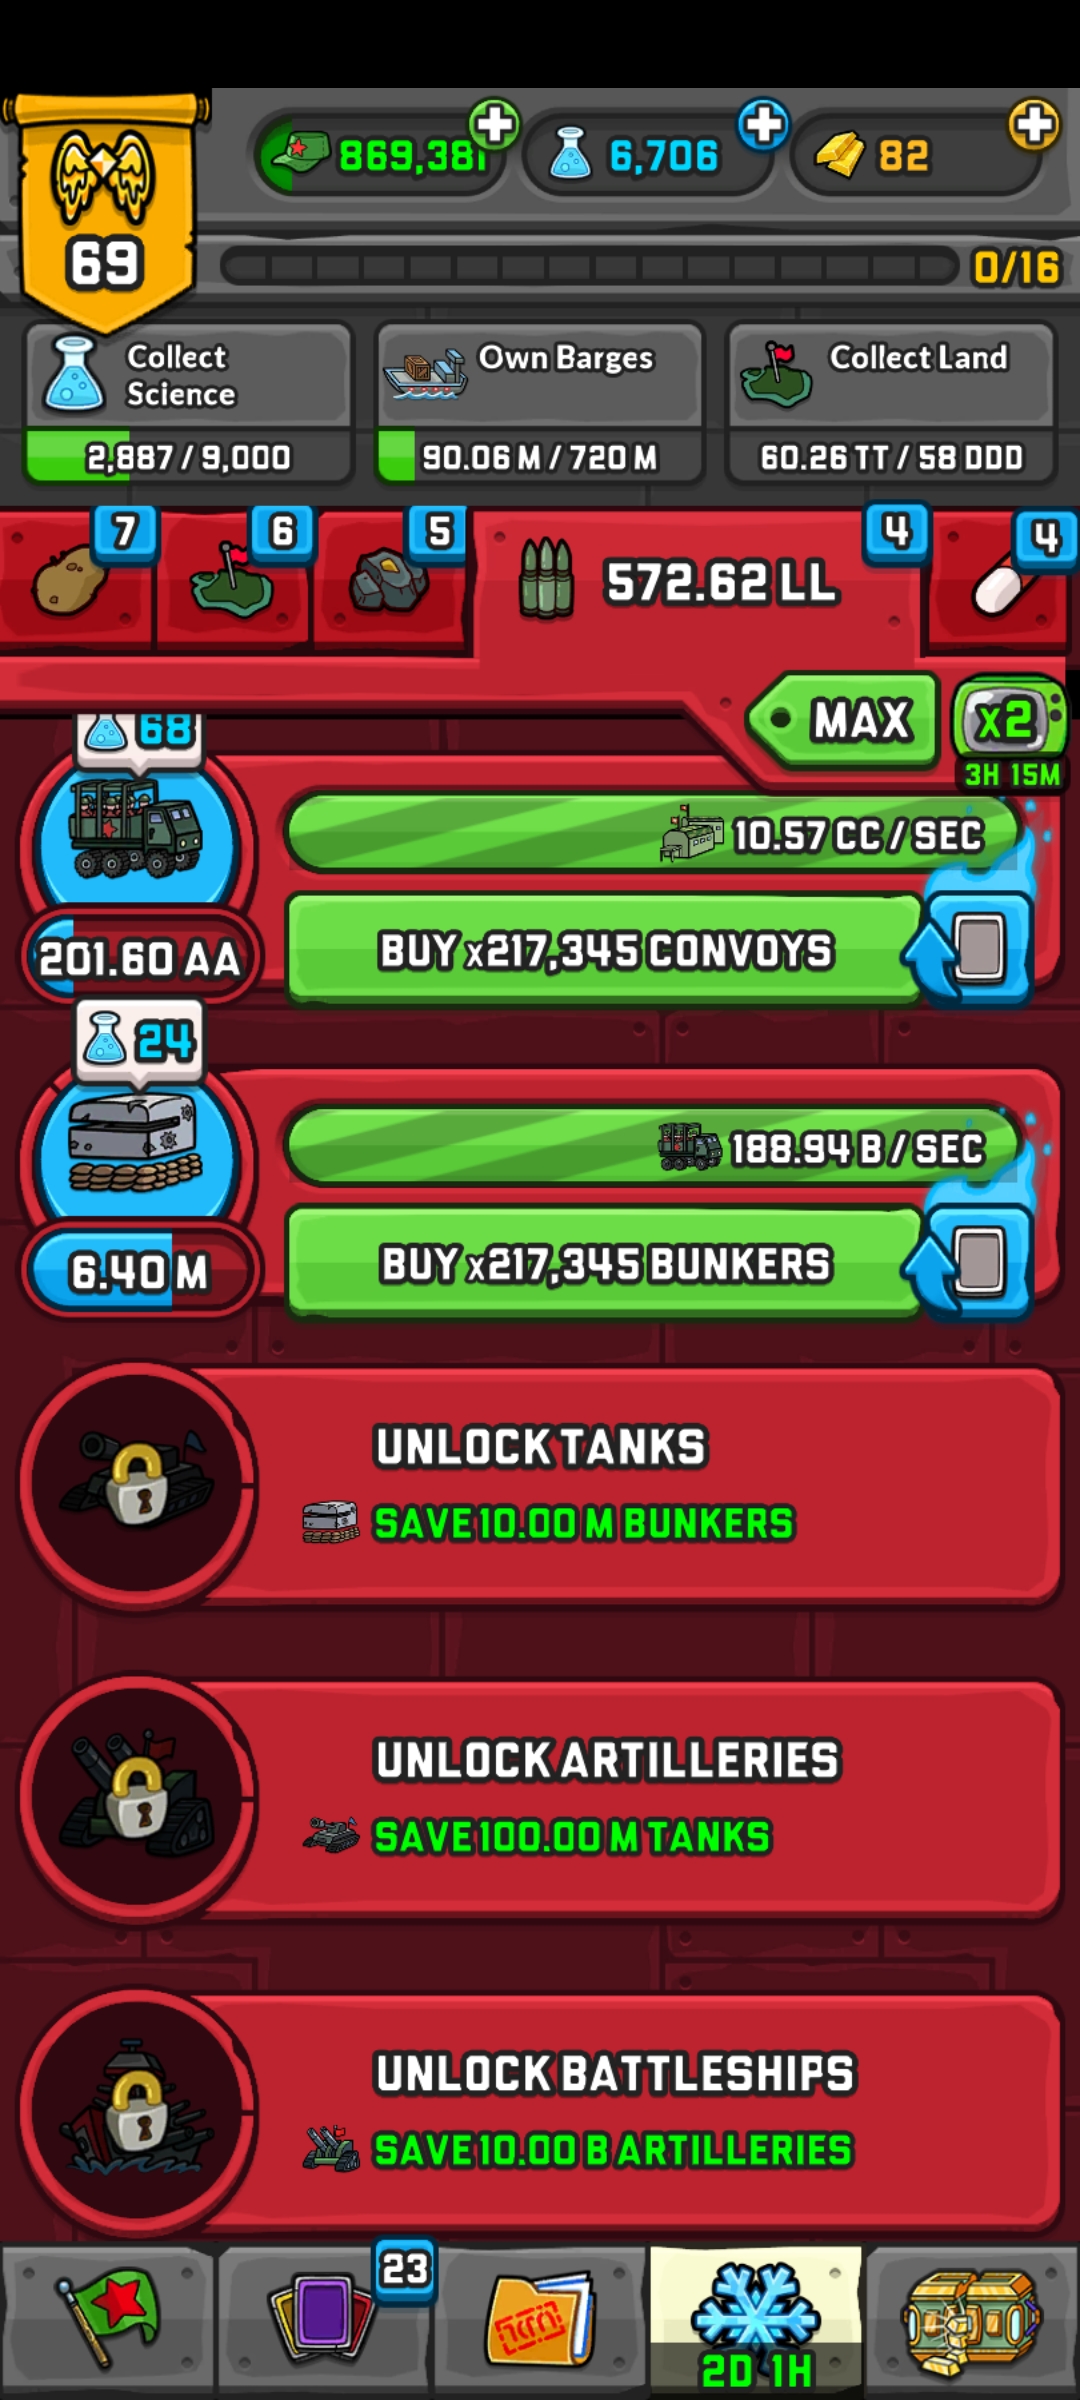 869,381
6,706
82
69
0/16
Collect
Science
2,887 / 9,000
Own Barges
90.06 M / 720 M
Collect Land
60.26 TT / 58 DDD
7
6
5
572.62 LL
4
4
MAX
x2
3H 15M
68
10.57 CC / SEC
201.60 AA
BUY x217,345 CONVOYS
24
188.94 B / SEC
6.40 M
BUY x217,345 BUNKERS
UNLOCK TANKS
SAVE 10.00 M BUNKERS
UNLOCK ARTILLERIES
SAVE 100.00 M TANKS
UNLOCK BATTLESHIPS
SAVE 10.00 B ARTILLERIES
23
2D 1H